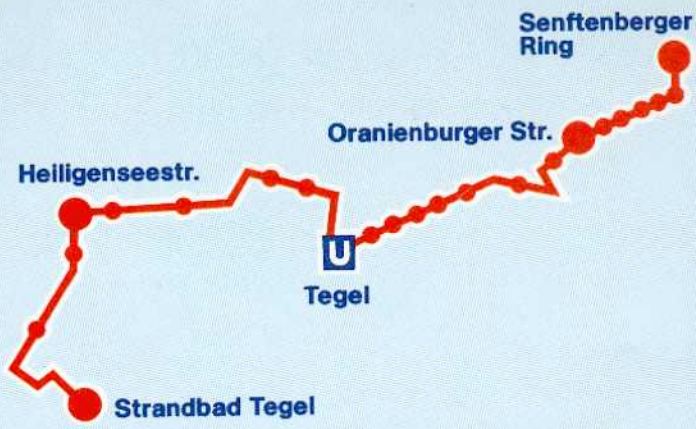 Senftenberger
Ring
Oranienburger Str.
Heiligenseestr.
U
Tegel
Strandbad Tegel